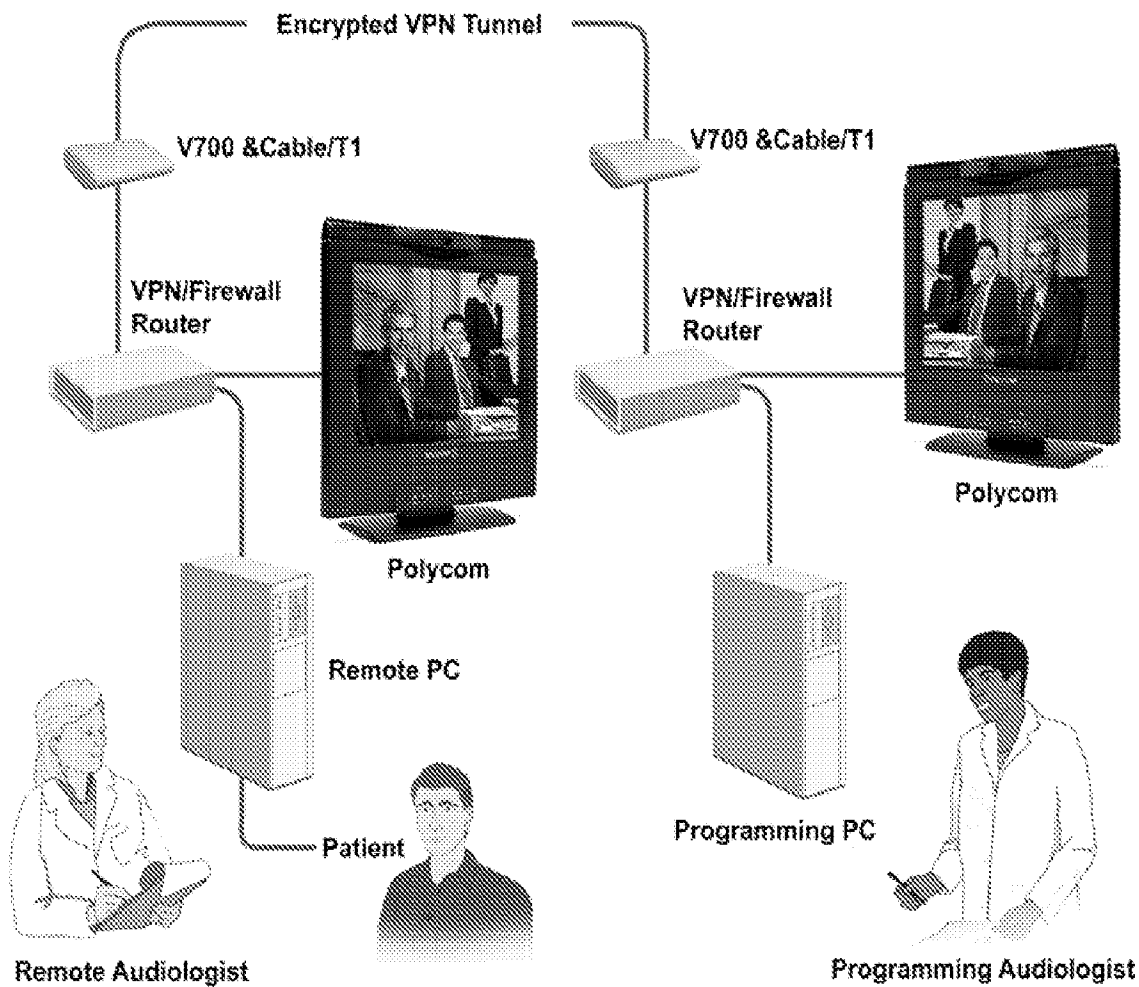 Encrypted VPN Tunnel
V700 &Cable/T1
V700 &Cable/T1
VPN/Firewall
Router
VPN/Firewall
Router
Polycom
Polycom
Remote PC
Programming PC
Patient
Remote Audiologist
Programming Audiologist